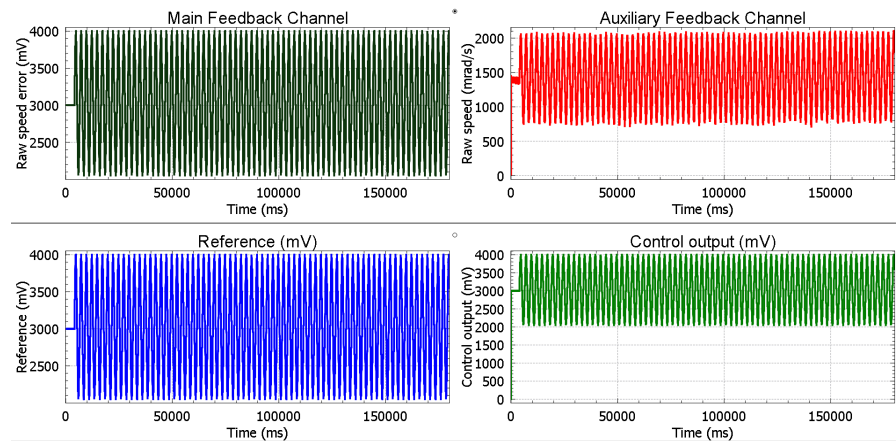 Main Feedback Channel
Raw speed error (mV)
4000
3500
3000
2500
0 50000 100000 150000
Time (ms)
Auxiliary Feedback Channel
Raw speed (mrad/s)
2000
1500
1000
500
0
0 50000 100000 150000
Time (ms)
Reference (mV)
Reference (mV)
4000
3500
3000
2500
0 50000 100000 150000
Time (ms)
Control output (mV)
Control output (mV)
4000
3500
3000
2500
2000
1500
1000
500
0
0 50000 100000 150000
Time (ms)